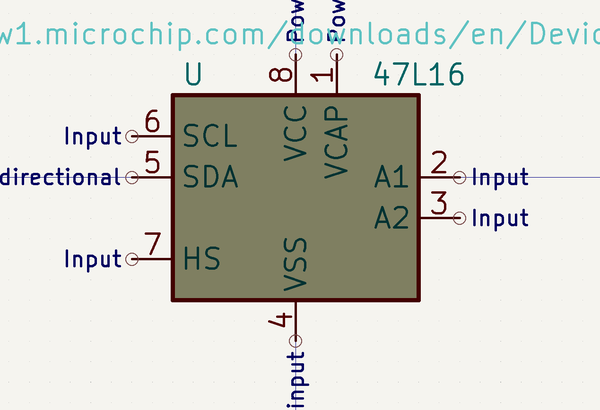 w1.microchip.com/downloads/en/Devic
Pow
Pow
U
8
1
47L16
Input
6
SCL
VCC
VCAP
directional
5
SDA
A1
2
Input
A2
3
Input
Input
7
HS
VSS
4
input